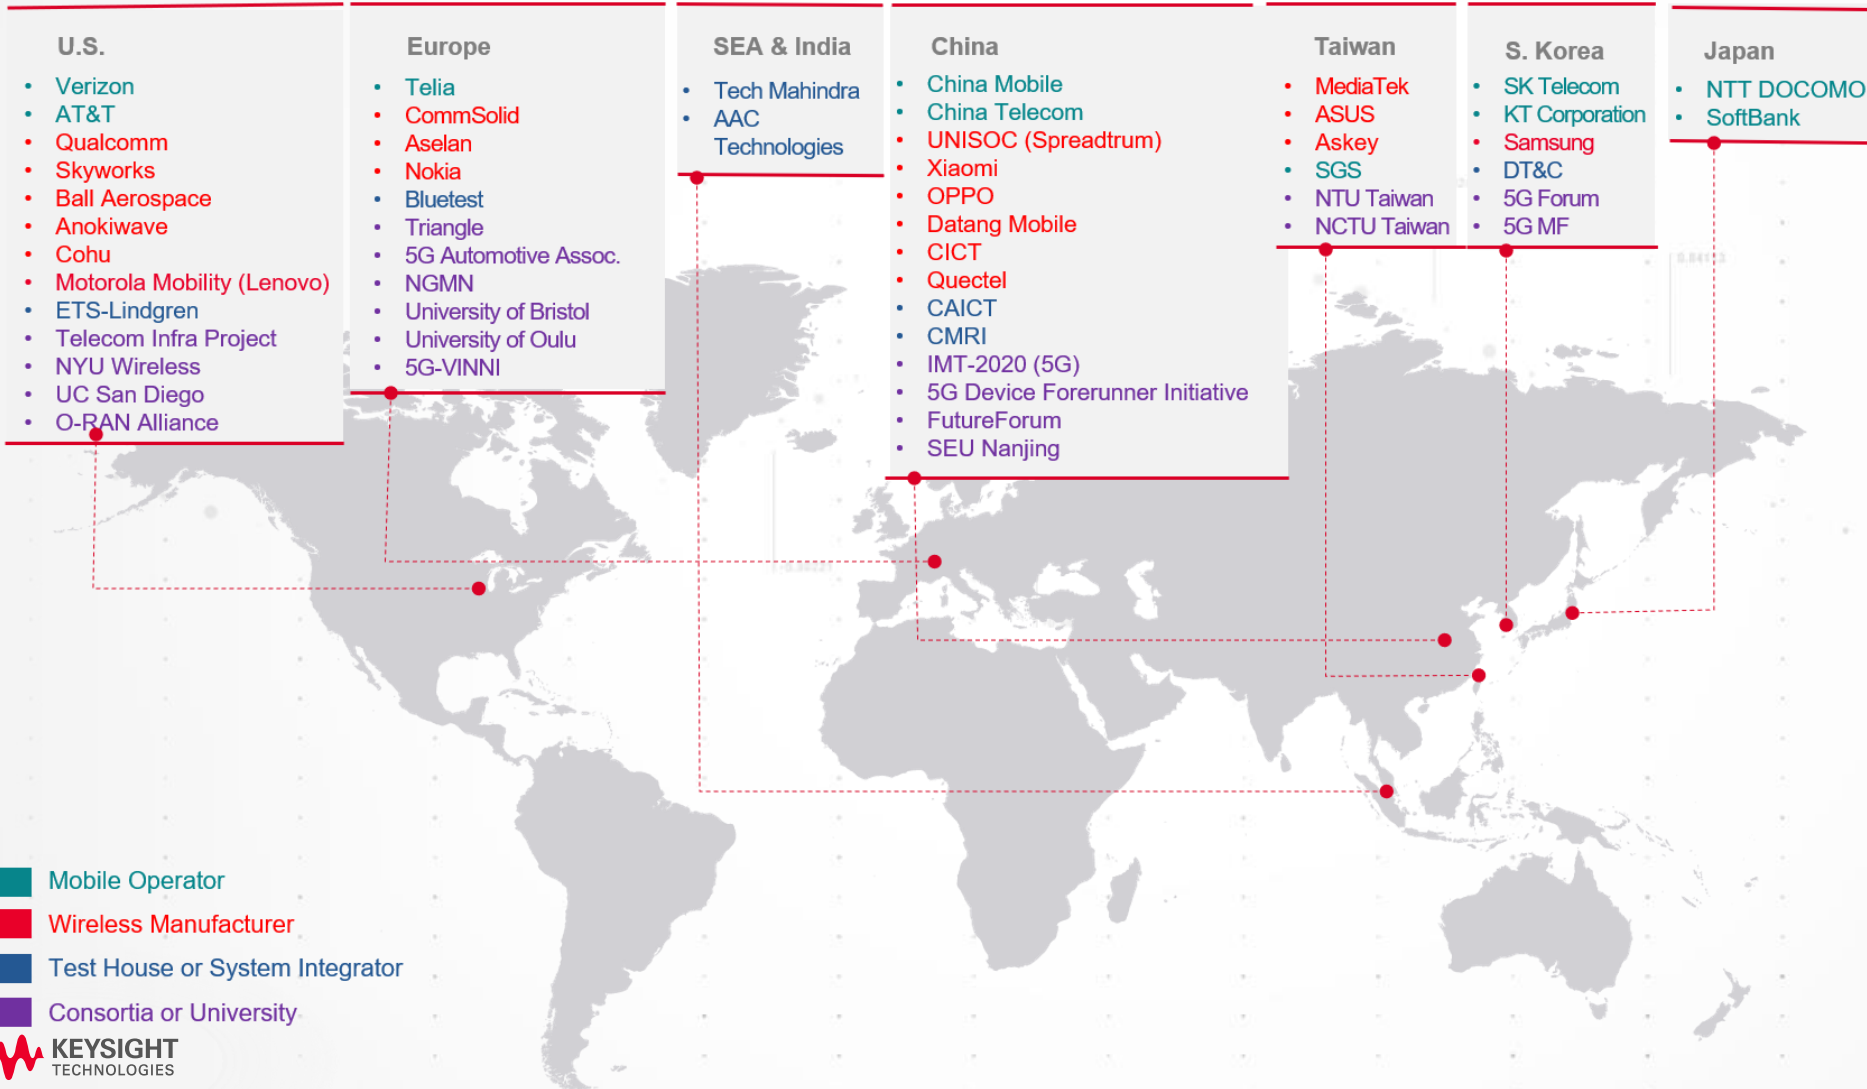 U.S.
• Verizon
• AT&T
• Qualcomm
• Skyworks
• Ball Aerospace
• Anokiwave
• Cohu
• Motorola Mobility (Lenovo)
• ETS-Lindgren
• Telecom Infra Project
• NYU Wireless
• UC San Diego
• O-RAN Alliance
Europe
• Telia
• CommSolid
• Aselan
• Nokia
• Bluetest
• Triangle
• 5G Automotive Assoc.
• NGMN
• University of Bristol
• University of Oulu
• 5G-VINNI
SEA & India
• Tech Mahindra
• AAC
Technologies
China
• China Mobile
• China Telecom
• UNISOC (Spreadtrum)
• Xiaomi
• OPPO
• Datang Mobile
• CICT
• Quectel
• CAICT
• CMRI
• IMT-2020 (5G)
• 5G Device Forerunner Initiative
• FutureForum
• SEU Nanjing
Taiwan
• MediaTek
• ASUS
• Askey
• SGS
• NTU Taiwan
• NCTU Taiwan
S. Korea
• SK Telecom
• KT Corporation
• Samsung
• DT&C
• 5G Forum
• 5G MF
Japan
• NTT DOCOMO
• SoftBank
Mobile Operator
Wireless Manufacturer
Test House or System Integrator
Consortia or University
KEYSIGHT
TECHNOLOGIES